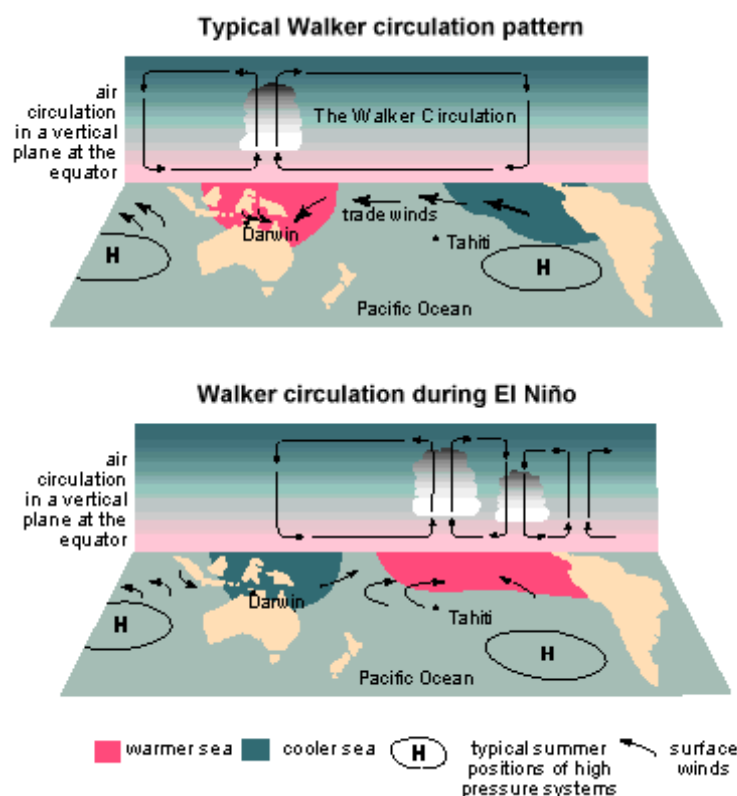 Typical Walker circulation pattern
air
circulation
in a vertical
plane at the
equator
The Walker Circulation
trade winds
Darwin
Tahiti
H
H
Pacific Ocean
Walker circulation during El Niño
air
circulation
in a vertical
plane at the
equator
Darwin
Tahiti
H
H
Pacific Ocean
warmer sea
cooler sea
H
typical summer
positions of high
pressure systems
surface
winds